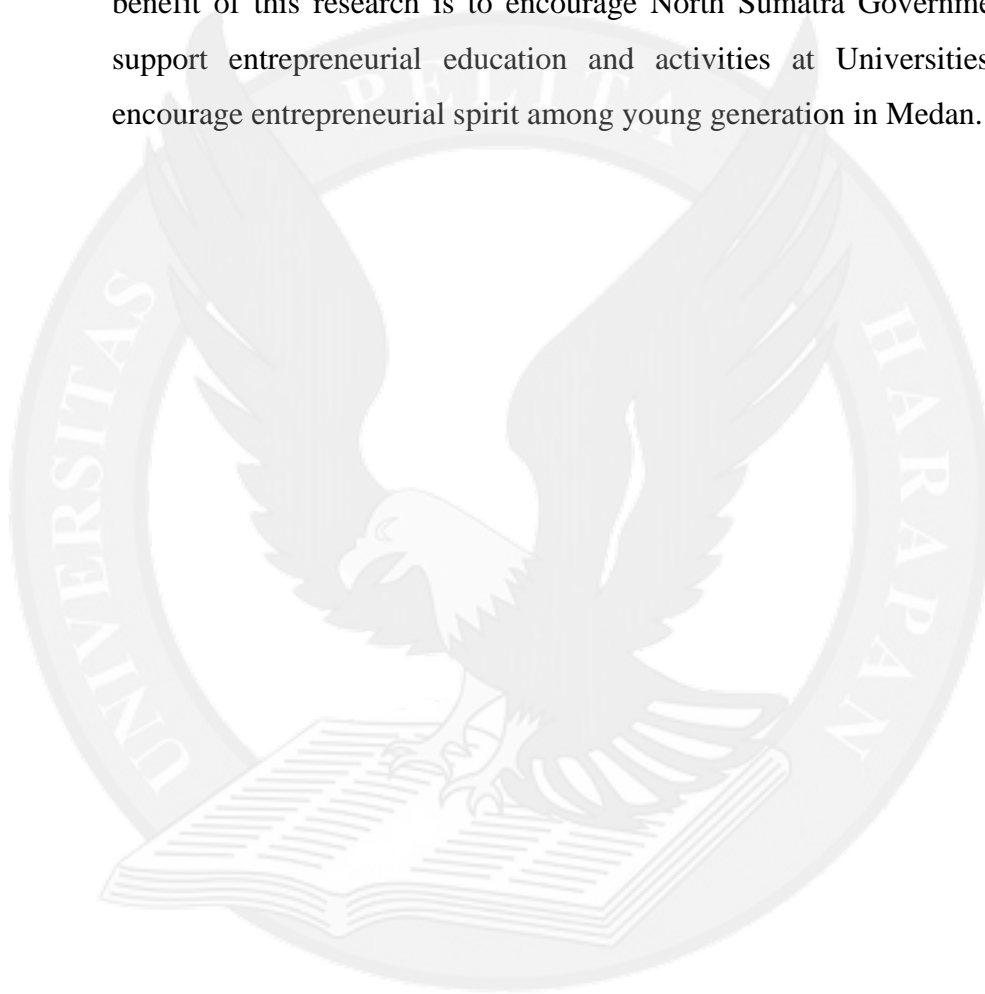 benefit of this research is to encourage North Sumatra
support entrepreneurial education and activities at Universities
encourage entrepreneurial spirit among young generation in Medan.
UNIVERSITAS PELITA HARAPAN